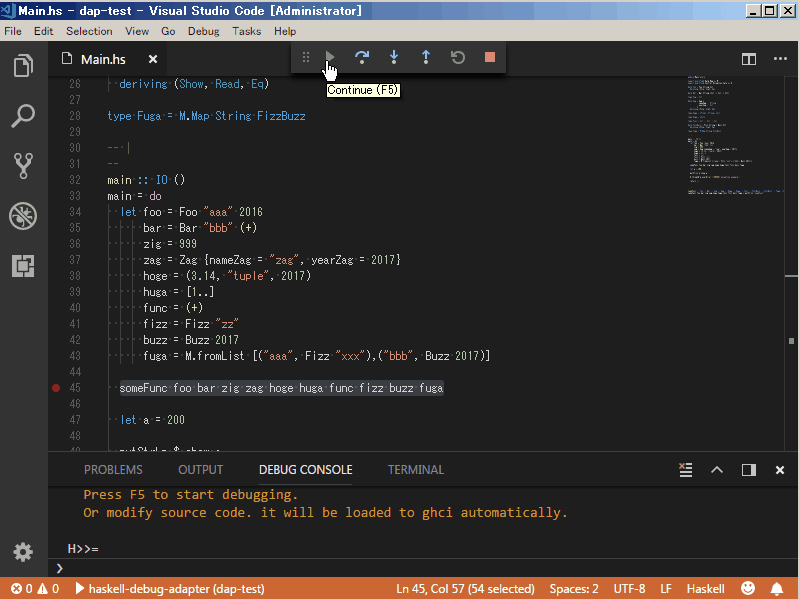 Main.hs - dap-test - Visual Studio Code [Administrator]
File Edit Selection View Go Debug Tasks Help
Main.hs
Continue (F5)
26 deriving (Show, Read, Eq)
27
28 type Fuga = M.Map String FizzBuzz
29
30 -- |
31 --
32 main :: IO ()
33 main = do
34 let foo = Foo "aaa" 2016
35 bar = Bar "bbb" (+)
36 zig = 999
37 zag = Zag {nameZag = "zag", yearZag = 2017}
38 hoge = (3.14, "tuple", 2017)
39 huga = [1..]
40 func = (+)
41 fizz = Fizz "zz"
42 buzz = Buzz 2017
43 fuga = M.fromList [("aaa", Fizz "xxx"),("bbb", Buzz 2017)]
44
45 someFunc foo bar zig zag hoge huga func fizz buzz fuga
46
47 let a = 200
48
PROBLEMS OUTPUT DEBUG CONSOLE TERMINAL
Press F5 to start debugging.
Or modify source code. it will be loaded to ghci automatically.
H>>=
0 0 haskell-debug-adapter (dap-test) Ln 45, Col 57 (54 selected) Spaces: 2 UTF-8 LF Haskell